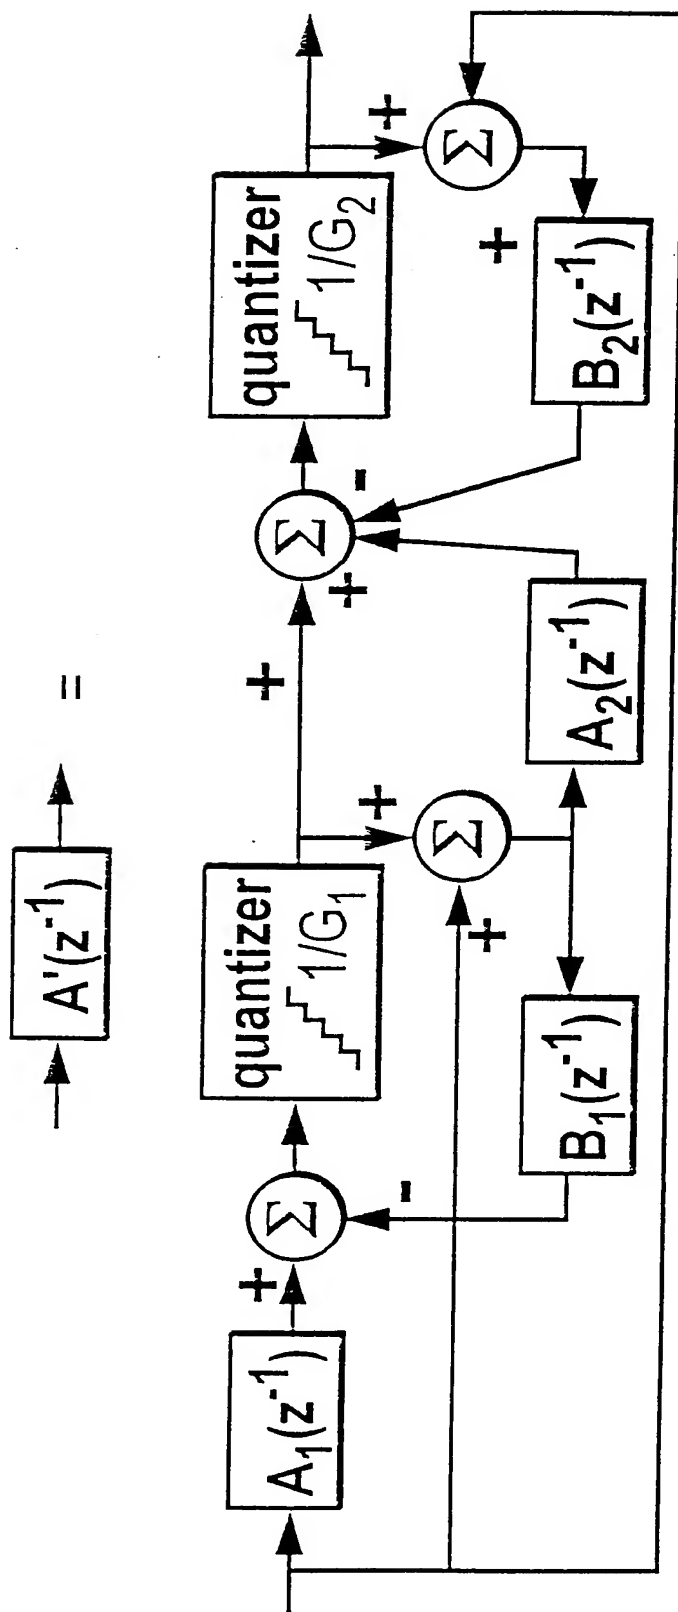 A'(z⁻¹) =
A₁(z⁻¹)
+
Σ
-
quantizer
1/G₁
B₁(z⁻¹)
+
Σ
+
+
A₂(z⁻¹)
+
Σ
-
quantizer
1/G₂
B₂(z⁻¹)
+
Σ
+